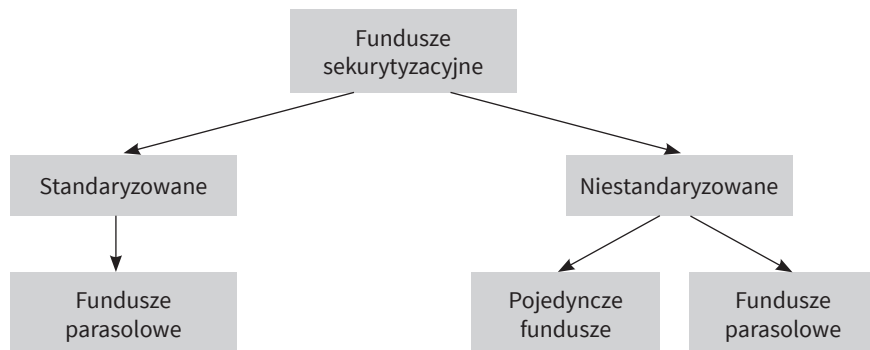 Fundusze
sekurytyzacyjne
Standaryzowane
Niestandaryzowane
Fundusze
parasolowe
Pojedyncze
fundusze
Fundusze
parasolowe